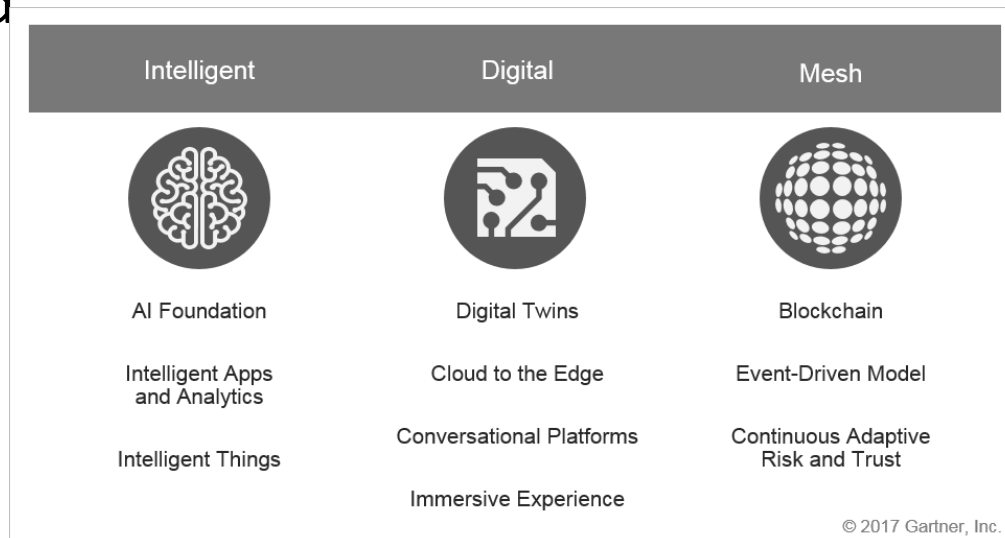 Intelligent
Digital
Mesh
AI Foundation
Digital Twins
Blockchain
Intelligent Apps
and Analytics
Cloud to the Edge
Event-Driven Model
Intelligent Things
Conversational Platforms
Continuous Adaptive
Risk and Trust
Immersive Experience
© 2017 Gartner, Inc.